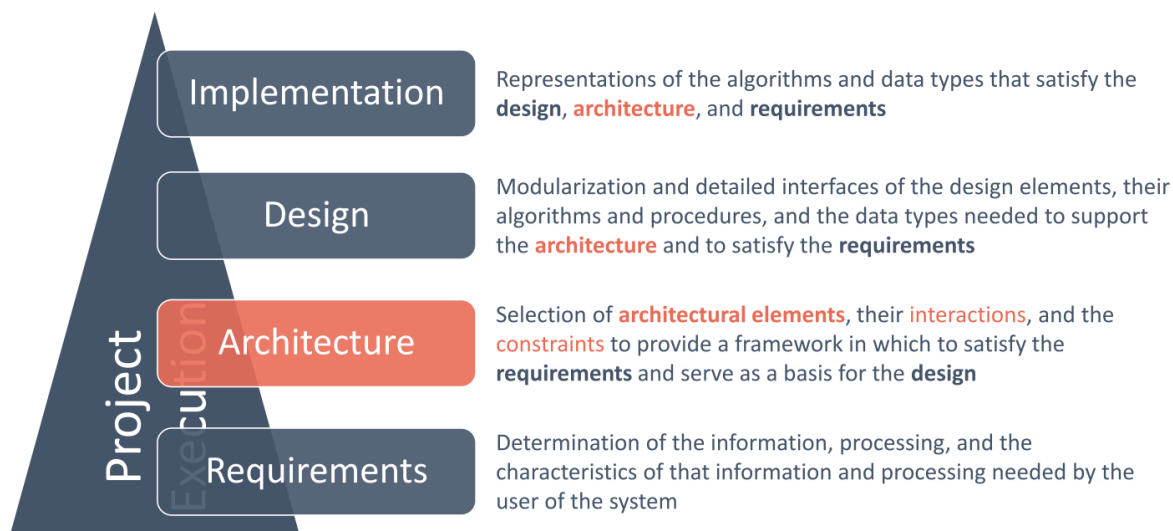 Implementation
Representations of the algorithms and data types that satisfy the
design, architecture, and requirements
Design
Modularization and detailed interfaces of the design elements, their
algorithms and procedures, and the data types needed to support
the architecture and to satisfy the requirements
Architecture
Selection of architectural elements, their interactions, and the
constraints to provide a framework in which to satisfy the
requirements and serve as a basis for the design
Requirements
Determination of the information, processing, and the
characteristics of that information and processing needed by the
user of the system
Project
Execution